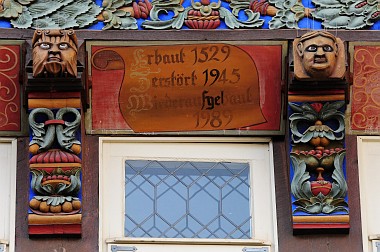 Erbaut 1529
Zerstört 1945
Wiederaufgebaut
1989